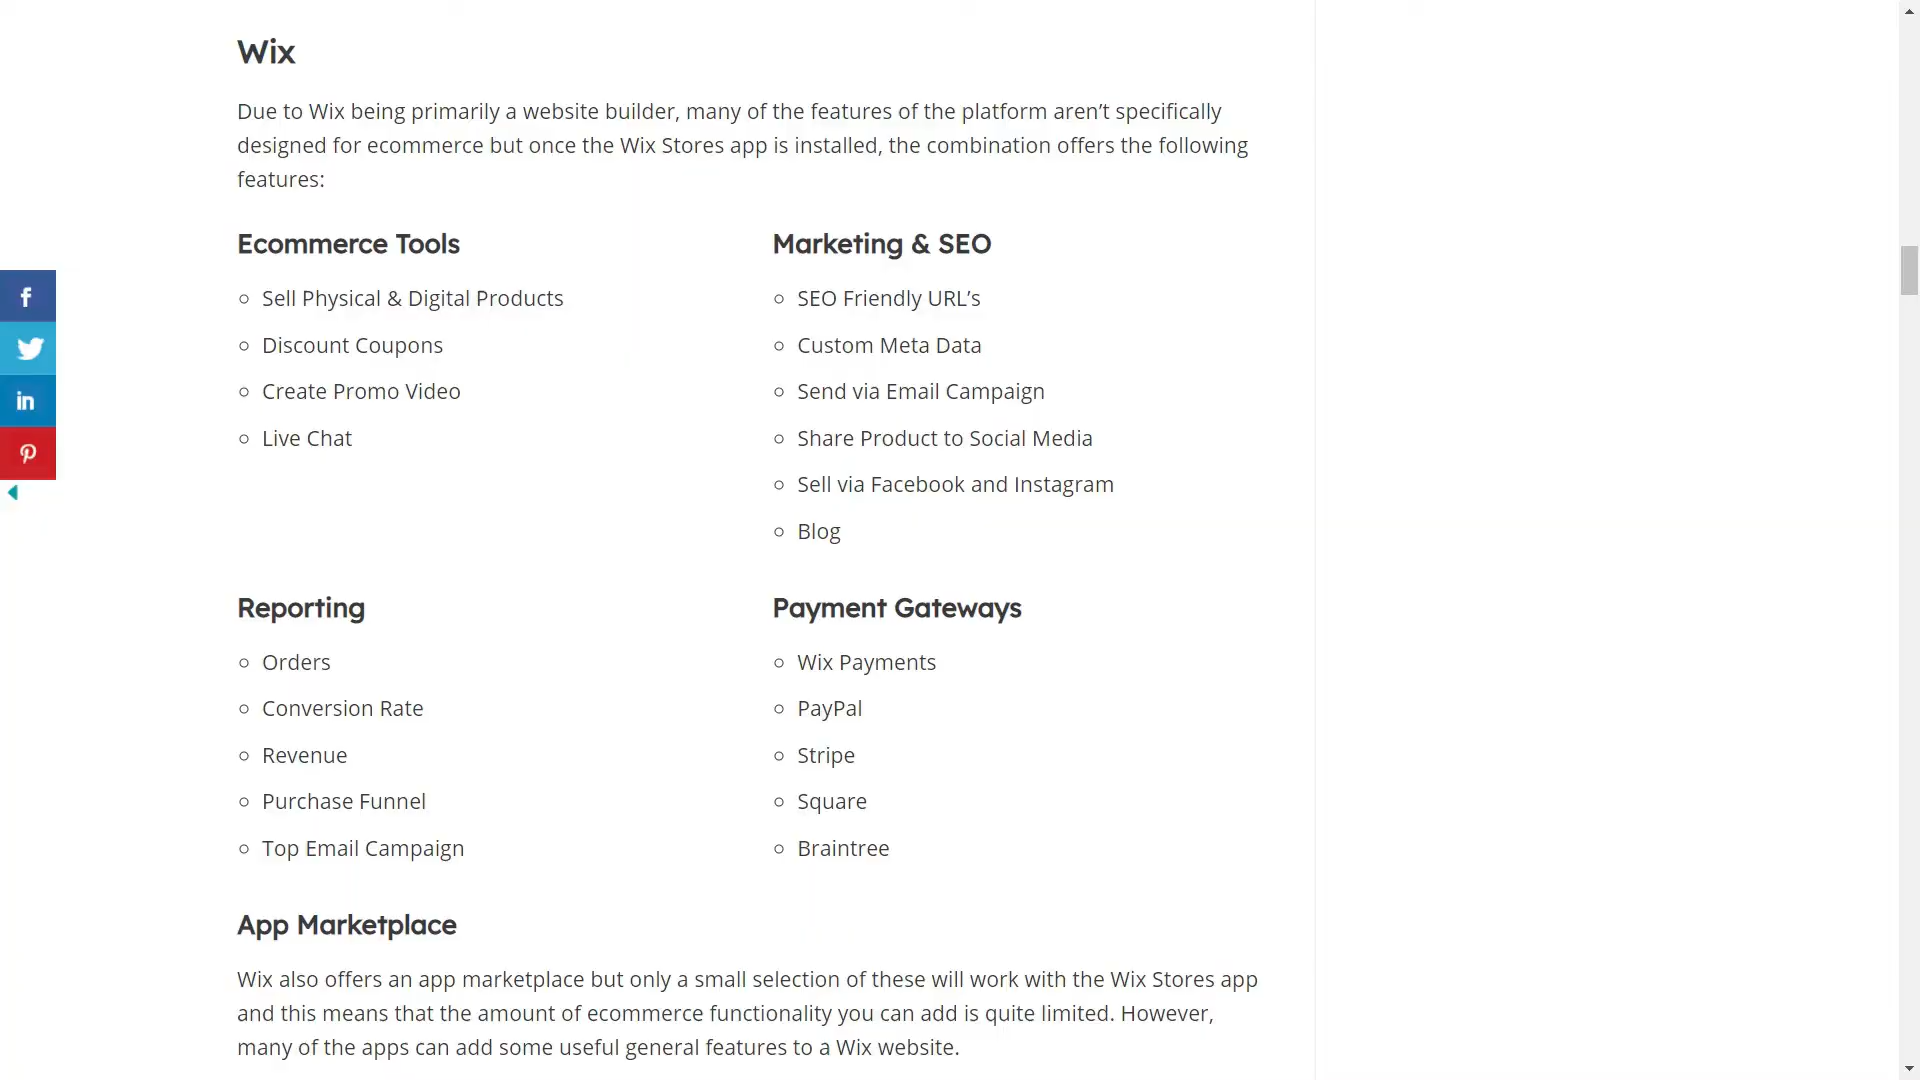 Wix
Due to Wix being primarily a website builder, many of the features of the platform aren’t specifically
designed for ecommerce but once the Wix Stores app is installed, the combination offers the following
features:
Ecommerce Tools
Sell Physical & Digital Products
Discount Coupons
Create Promo Video
Live Chat
Marketing & SEO
SEO Friendly URL’s
Custom Meta Data
Send via Email Campaign
Share Product to Social Media
Sell via Facebook and Instagram
Blog
Reporting
Orders
Conversion Rate
Revenue
Purchase Funnel
Top Email Campaign
Payment Gateways
Wix Payments
PayPal
Stripe
Square
Braintree
App Marketplace
Wix also offers an app marketplace but only a small selection of these will work with the Wix Stores app
and this means that the amount of ecommerce functionality you can add is quite limited. However,
many of the apps can add some useful general features to a Wix website.